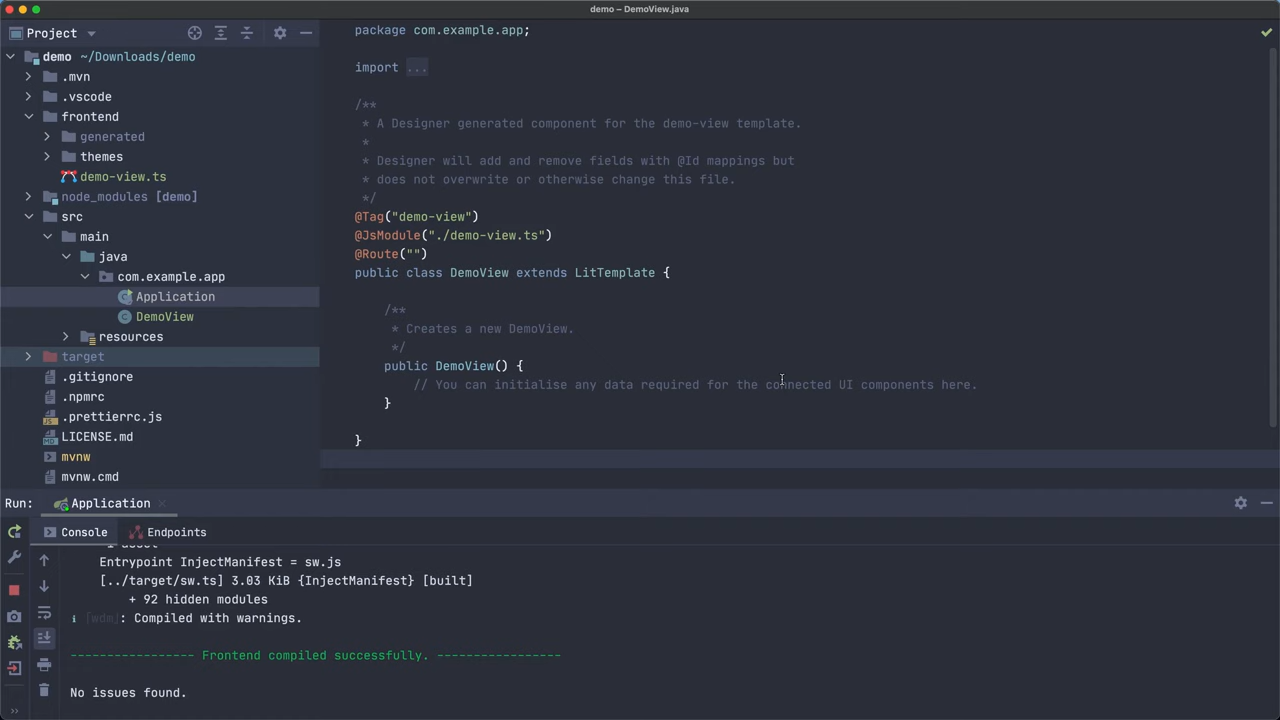 demo – DemoView.java
Project
demo ~/Downloads/demo
.mvn
.vscode
frontend
generated
themes
demo-view.ts
node_modules [demo]
src
main
java
com.example.app
Application
DemoView
resources
target
.gitignore
.npmrc
.prettierrc.js
LICENSE.md
mvnw
mvnw.cmd
package com.example.app;
import ...
/**
* A Designer generated component for the demo-view template.
*
* Designer will add and remove fields with @Id mappings but
* does not overwrite or otherwise change this file.
*/
@Tag("demo-view")
@JsModule("./demo-view.ts")
@Route("")
public class DemoView extends LitTemplate {
/**
* Creates a new DemoView.
*/
public DemoView() {
// You can initialise any data required for the connected UI components here.
}
}
Run: Application
Console Endpoints
1 asset
Entrypoint InjectManifest = sw.js
[../target/sw.ts] 3.03 KiB {InjectManifest} [built]
+ 92 hidden modules
i [wdm]: Compiled with warnings.
----------------- Frontend compiled successfully. -----------------
No issues found.